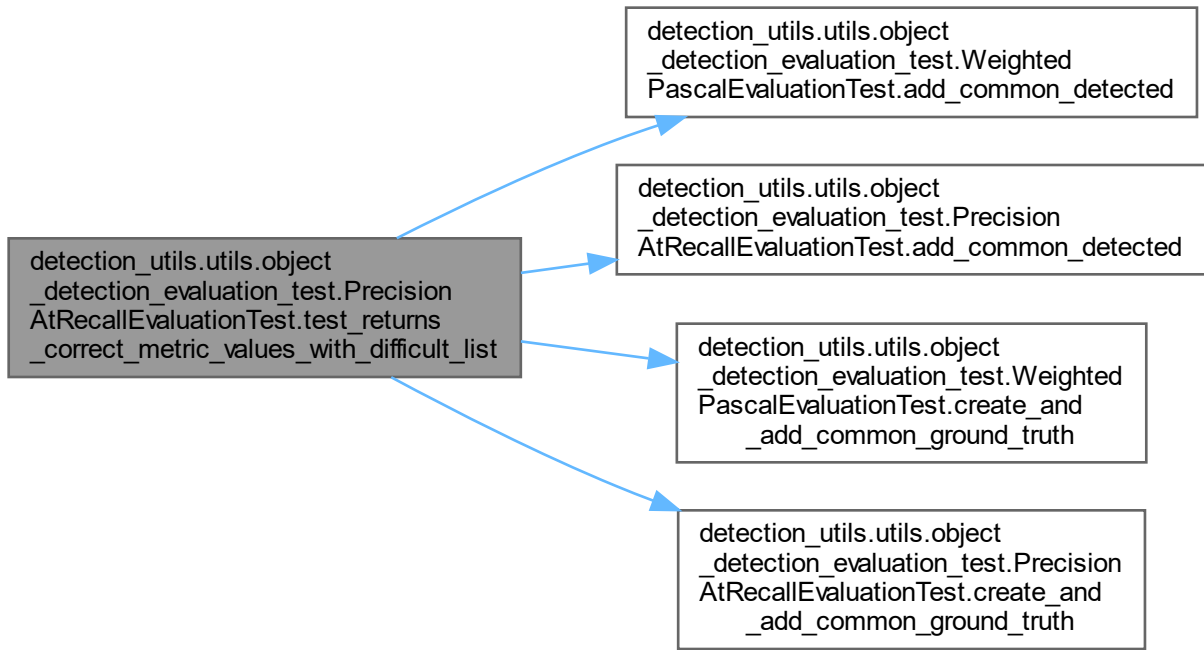 detection_utils.utils.object
_detection_evaluation_test.Weighted
PascalEvaluationTest.add_common_detected
detection_utils.utils.object
_detection_evaluation_test.Precision
AtRecallEvaluationTest.add_common_detected
detection_utils.utils.object
_detection_evaluation_test.Precision
AtRecallEvaluationTest.test_returns
_correct_metric_values_with_difficult_list
detection_utils.utils.object
_detection_evaluation_test.Weighted
PascalEvaluationTest.create_and
_add_common_ground_truth
detection_utils.utils.object
_detection_evaluation_test.Precision
AtRecallEvaluationTest.create_and
_add_common_ground_truth